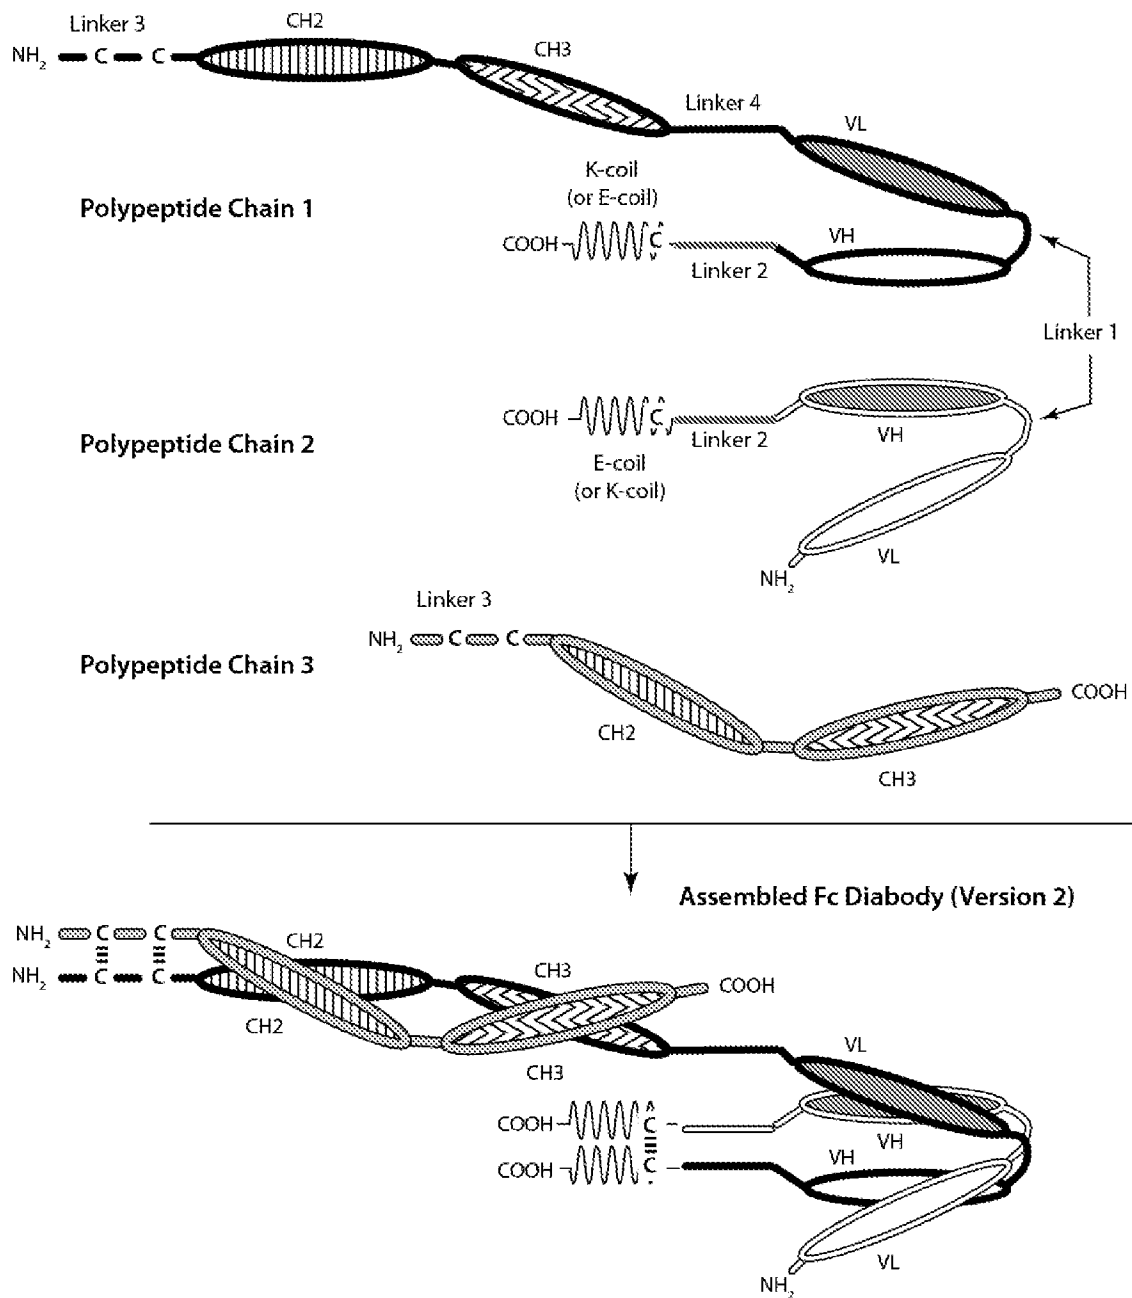 Linker 3
CH2
NH2 C C
CH3
Linker 4
VL
K-coil
(or E-coil)
Polypeptide Chain 1
COOH C
VH
Linker 2
Linker 1
COOH C
Linker 2
VH
Polypeptide Chain 2
E-coil
(or K-coil)
VL
NH2
Linker 3
NH2 C C
Polypeptide Chain 3
COOH
CH2
CH3
Assembled Fc Diabody (Version 2)
NH2 C C
CH2
CH3
NH2 C C
COOH
CH2
CH3
VL
COOH C
VH
VH
COOH C
VL
NH2